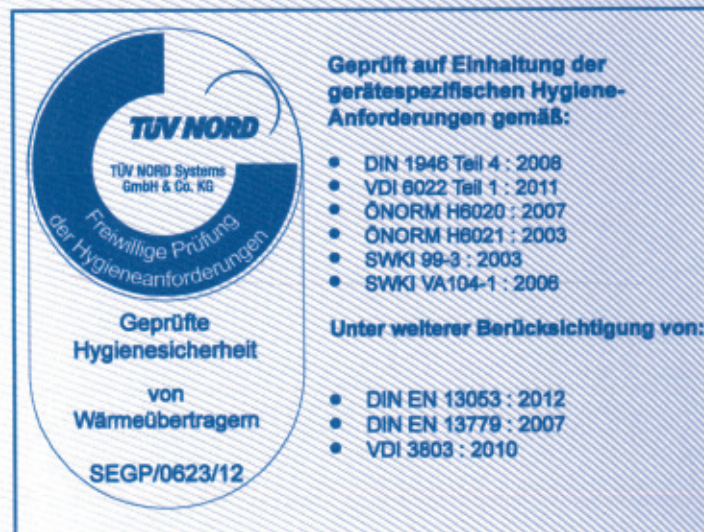 TÜV NORD
TÜV NORD Systems
GmbH & Co. KG
Freiwillige Prüfung
der Hygieneanforderungen
Geprüfte
Hygienesicherheit
von
Wärmeübertragern
SEGP/0623/12
Geprüft auf Einhaltung der
gerätespezifischen Hygiene-
Anforderungen gemäß:
• DIN 1946 Teil 4 : 2008
• VDI 6022 Teil 1 : 2011
• ÖNORM H6020 : 2007
• ÖNORM H6021 : 2003
• SWKI 99-3 : 2003
• SWKI VA104-1 : 2006
Unter weiterer Berücksichtigung von:
• DIN EN 13053 : 2012
• DIN EN 13779 : 2007
• VDI 3803 : 2010